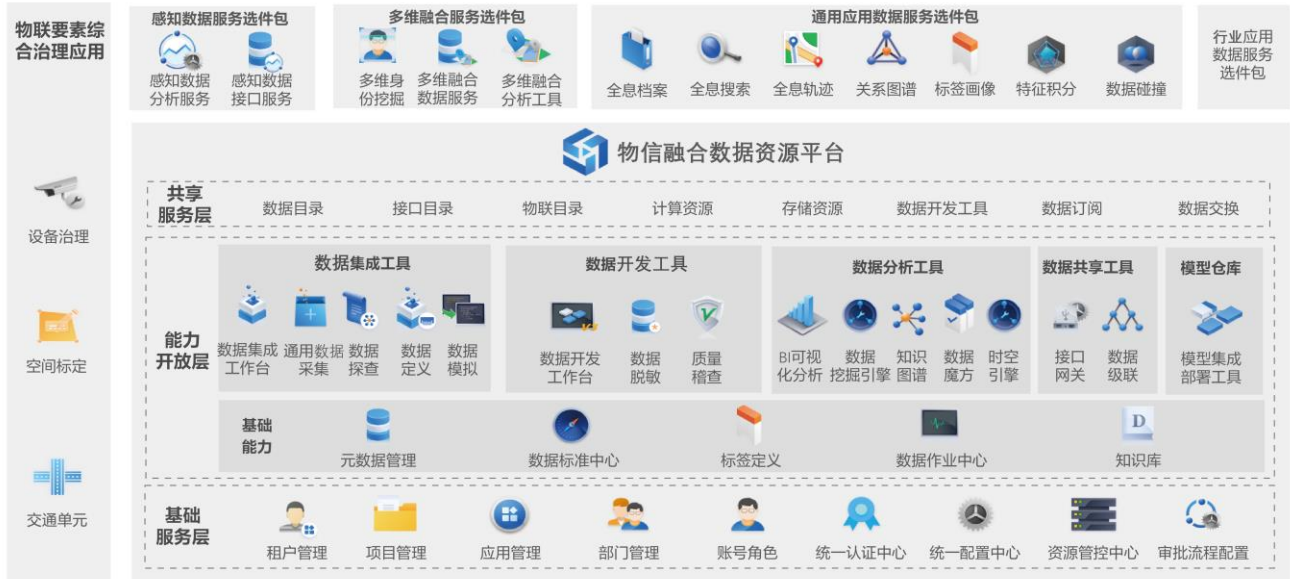 物联要素综
合治理应用
设备治理
空间标定
交通单元
感知数据服务选件包
感知数据
分析服务
感知数据
接口服务
多维融合服务选件包
多维身
份挖掘
多维融合
数据服务
多维融合
分析工具
通用应用数据服务选件包
全息档案
全息搜索
全息轨迹
关系图谱
标签画像
特征积分
数据碰撞
行业应用
数据服务
选件包
物信融合数据资源平台
共享
服务层
数据目录
接口目录
物联目录
计算资源
存储资源
数据开发工具
数据订阅
数据交换
能力
开放层
数据集成工具
数据集成
工作台
通用数据
采集
数据
探查
数据
定义
数据
模拟
数据开发工具
数据开发
工作台
数据
脱敏
质量
稽查
数据分析工具
BI可视
化分析
数据
挖掘引擎
知识
图谱
数据
魔方
时空
引擎
数据共享工具
接口
网关
数据
级联
模型仓库
模型集成
部署工具
基础
能力
元数据管理
数据标准中心
标签定义
数据作业中心
D
知识库
基础
服务层
租户管理
项目管理
应用管理
部门管理
账号角色
统一认证中心
统一配置中心
资源管控中心
审批流程配置